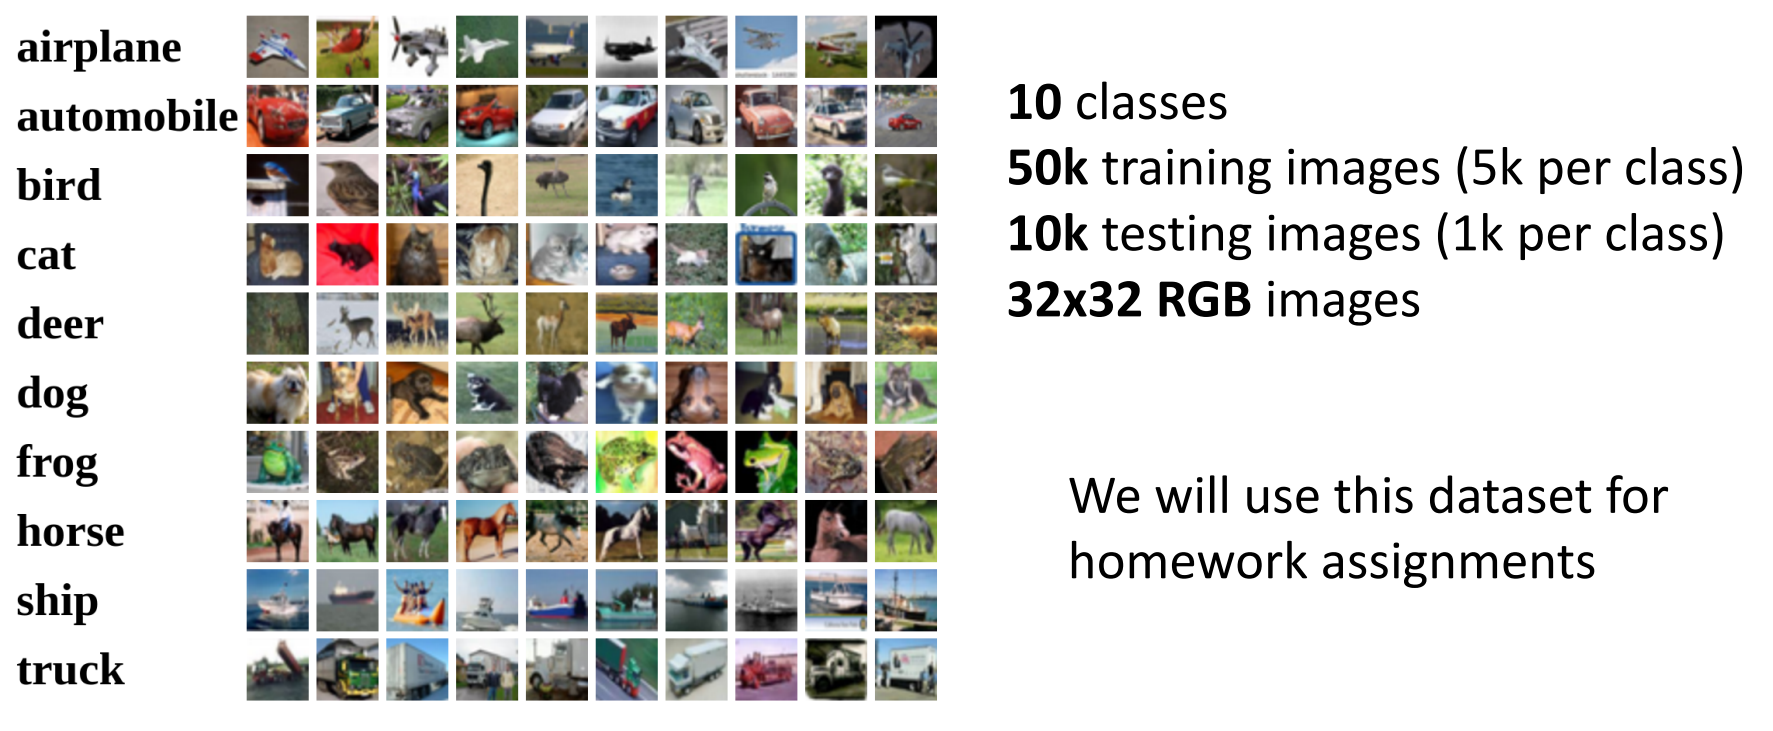 airplane
automobile
bird
cat
deer
dog
frog
horse
ship
truck
10 classes
50k training images (5k per class)
10k testing images (1k per class)
32x32 RGB images
We will use this dataset for
homework assignments